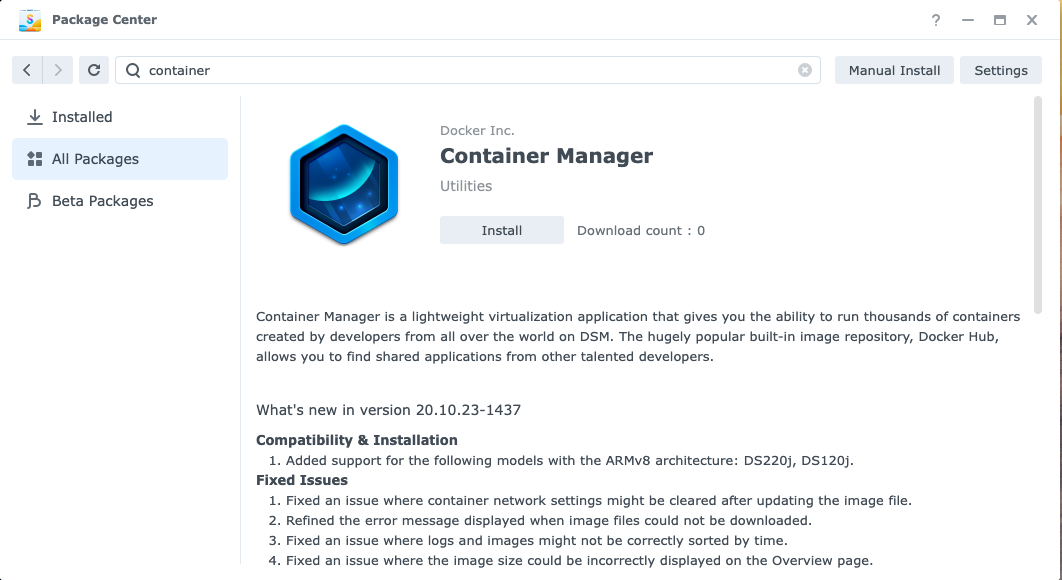 Package Center
container
Manual Install
Settings
Installed
All Packages
Beta Packages
Docker Inc.
Container Manager
Utilities
Install
Download count : 0
Container Manager is a lightweight virtualization application that gives you the ability to run thousands of containers
created by developers from all over the world on DSM. The hugely popular built-in image repository, Docker Hub,
allows you to find shared applications from other talented developers.
What's new in version 20.10.23-1437
Compatibility & Installation
1. Added support for the following models with the ARMv8 architecture: DS220j, DS120j.
Fixed Issues
1. Fixed an issue where container network settings might be cleared after updating the image file.
2. Refined the error message displayed when image files could not be downloaded.
3. Fixed an issue where logs and images might not be correctly sorted by time.
4. Fixed an issue where the image size could be incorrectly displayed on the Overview page.